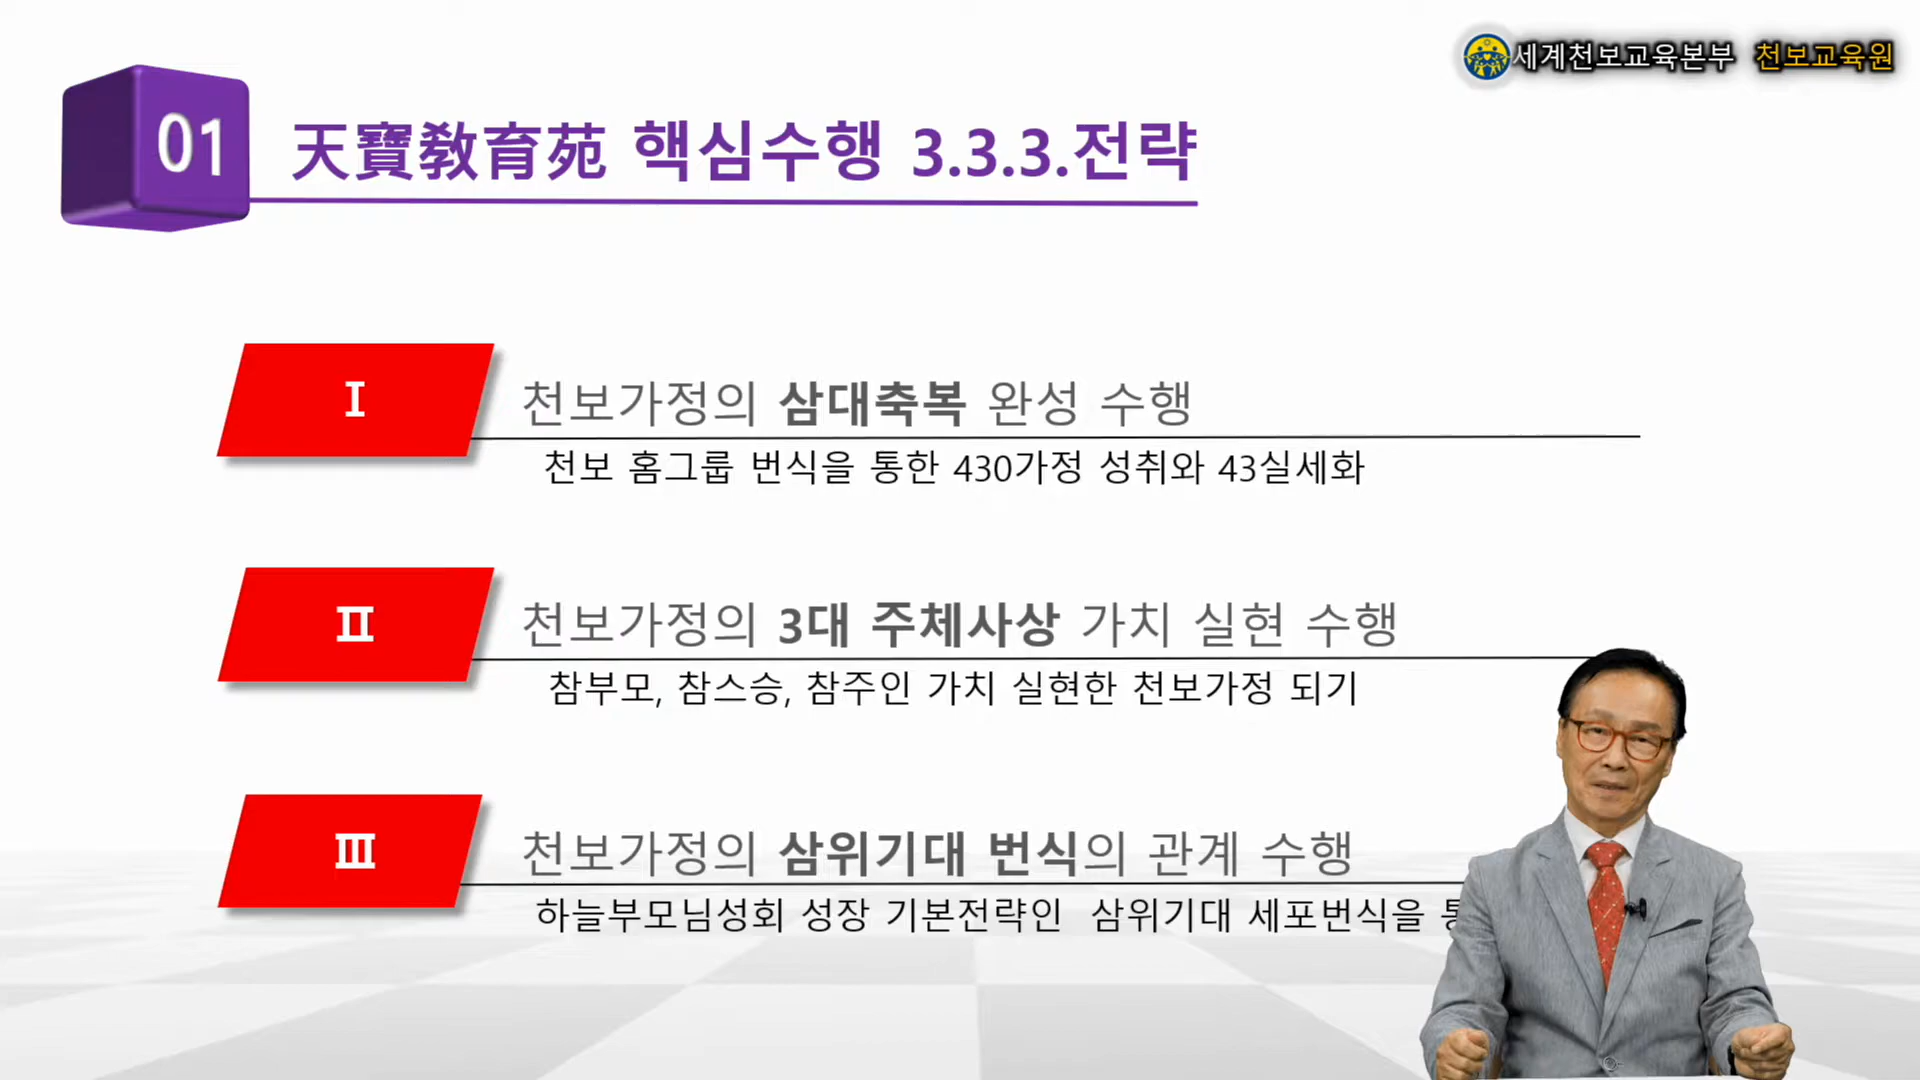 세계천보교육본부 천보교육원
01
天寶敎育苑 핵심수행 3.3.3.전략
I
천보가정의 삼대축복 완성 수행
천보 홈그룹 번식을 통한 430가정 성취와 43실세화
II
천보가정의 3대 주체사상 가치 실현 수행
참부모, 참스승, 참주인 가치 실현한 천보가정 되기
III
천보가정의 삼위기대 번식의 관계 수행
하늘부모님성회 성장 기본전략인 삼위기대 세포번식을